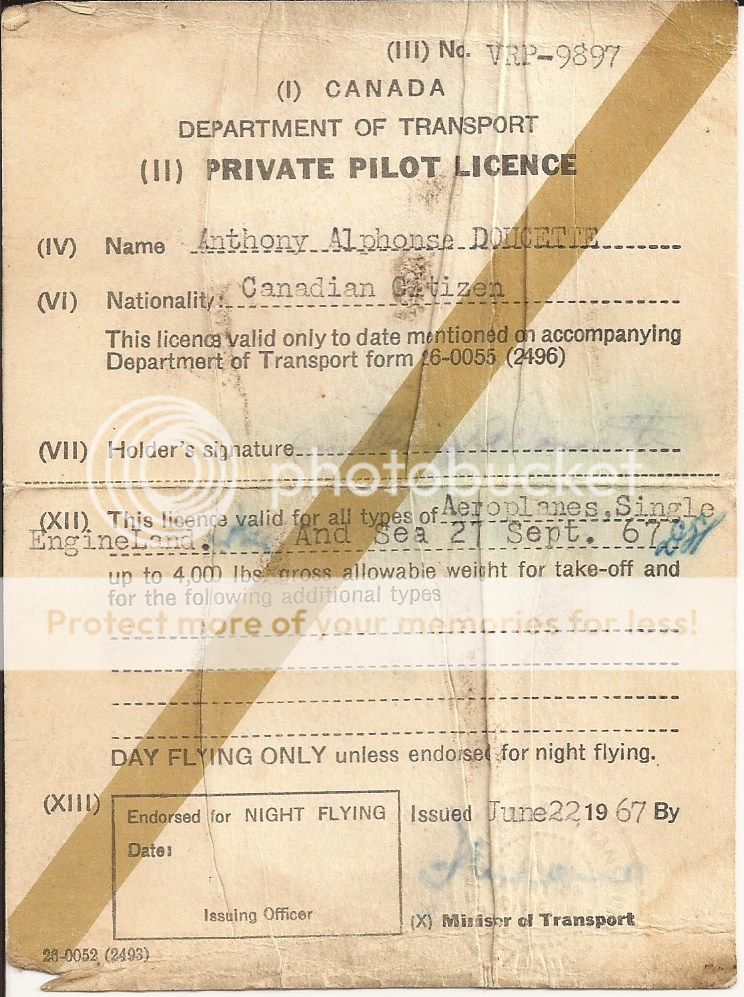 (III) No. VRP-9897
(I) CANADA
DEPARTMENT OF TRANSPORT
(II) PRIVATE PILOT LICENCE
(IV) Name Anthony Alphonse DOUCETTE
(VI) Nationality: Canadian Citizen
This licence valid only to date mentioned on accompanying
Department of Transport form 26-0055 (2496)
(VII) Holder's signature
photobucket
(XII) This licence valid for all types of Aeroplanes,Single
EngineLand. And Sea 27 Sept. 67
up to 4,000 lbs. gross allowable weight for take-off and
for the following additional types
Protect more of your memories for less!
DAY FLYING ONLY unless endorsed for night flying.
(XIII) Endorsed for NIGHT FLYING Issued June22 1967 By
Date:
Issuing Officer
(X) Minister of Transport
26-0052 (2493)